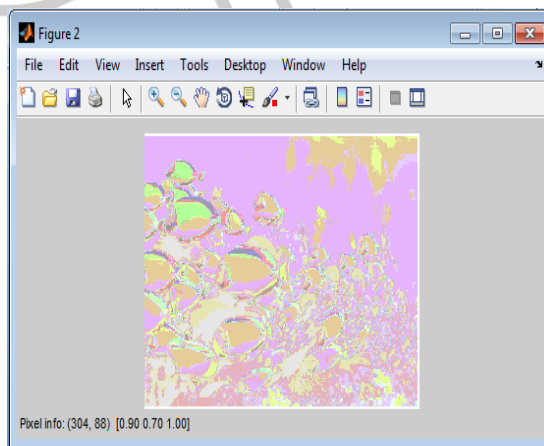 Figure 2
File Edit View Insert Tools Desktop Window Help
Pixel info: (304, 88) [0.90 0.70 1.00]